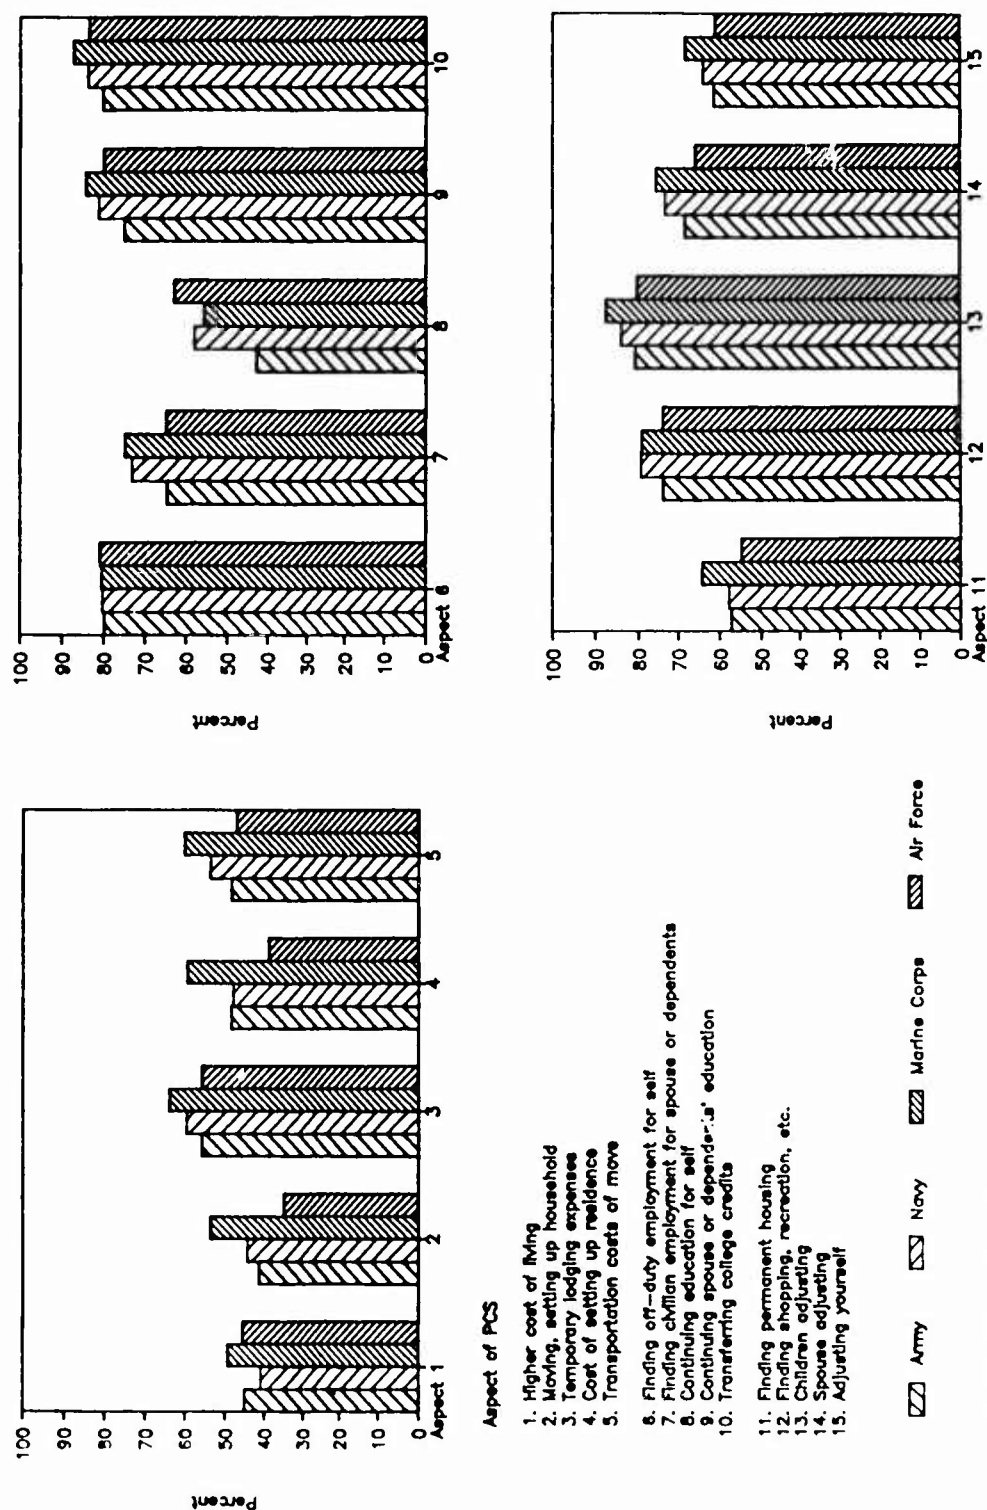 100
90
80
70
60
50
40
30
20
10
0
Percent
Aspect 1
2
3
4
5
100
90
80
70
60
50
40
30
20
10
0
Percent
Aspect 6
7
8
9
10
Aspect of PCS
1. Higher cost of living
2. Moving, setting up household
3. Temporary lodging expenses
4. Cost of setting up residence
5. Transportation costs of move
6. Finding off-duty employment for self
7. Finding civilian employment for spouse or dependents
8. Continuing education for self
9. Continuing spouse or dependents' education
10. Transferring college credits
11. Finding permanent housing
12. Finding shopping, recreation, etc.
13. Children adjusting
14. Spouse adjusting
15. Adjusting yourself
100
90
80
70
60
50
40
30
20
10
0
Percent
Aspect 11
12
13
14
15
Army
Navy
Marine Corps
Air Force